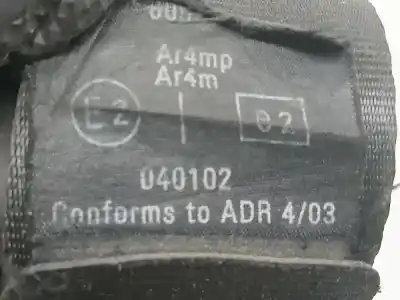 Ar4mp
Ar4m
E2 e2
040102
Conforms to ADR 4/03